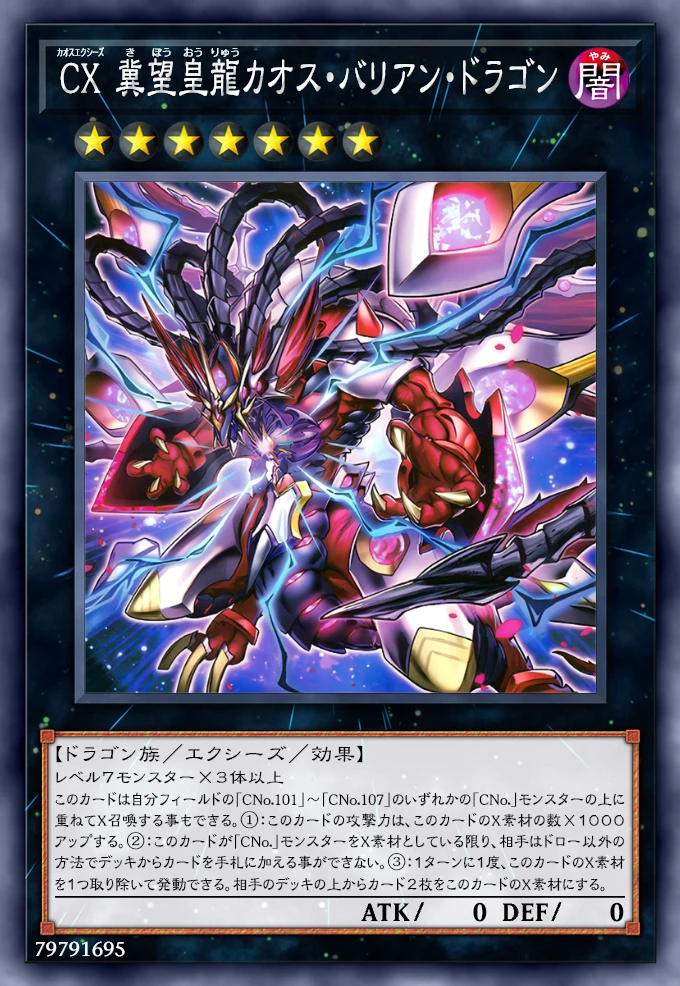 カオスエクシーズ き ぼう おう りゅう
CX 冀望皇龍カオス・バリアン・ドラゴン
やみ
闇
【ドラゴン族／エクシーズ／効果】
レベル7モンスター×3体以上
このカードは自分フィールドの「CNo.101」～「CNo.107」のいずれかの「CNo.」モンスターの上に
重ねてX召喚する事もできる。①：このカードの攻撃力は、このカードのX素材の数×1000
アップする。②：このカードが「CNo.」モンスターをX素材としている限り、相手はドロー以外の
方法でデッキからカードを手札に加える事ができない。③：1ターンに1度、このカードのX素材
を1つ取り除いて発動できる。相手のデッキの上からカード2枚をこのカードのX素材にする。
ATK/ 0 DEF/ 0
79791695